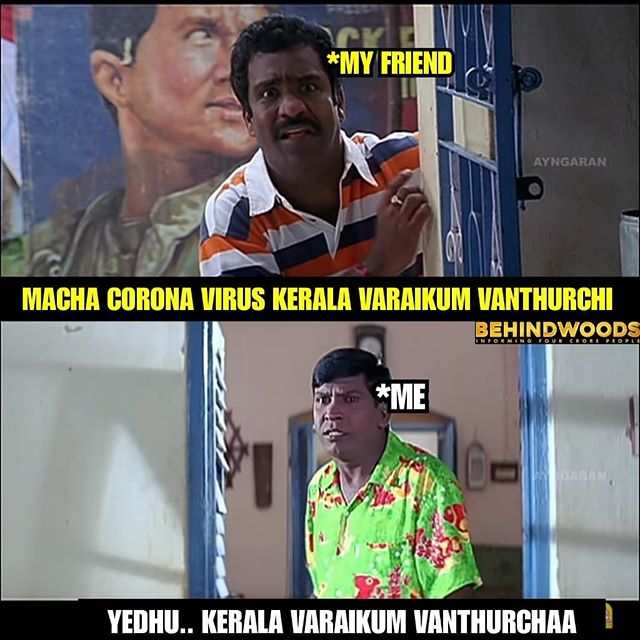 *MY FRIEND
AYNGARAN
MACHA CORONA VIRUS KERALA VARAIKUM VANTHURCHI
BEHINDWOODS
INFORMING FOUR CRORE PEOPLE
*ME
AYNGARAN
YEDHU.. KERALA VARAIKUM VANTHURCHAA